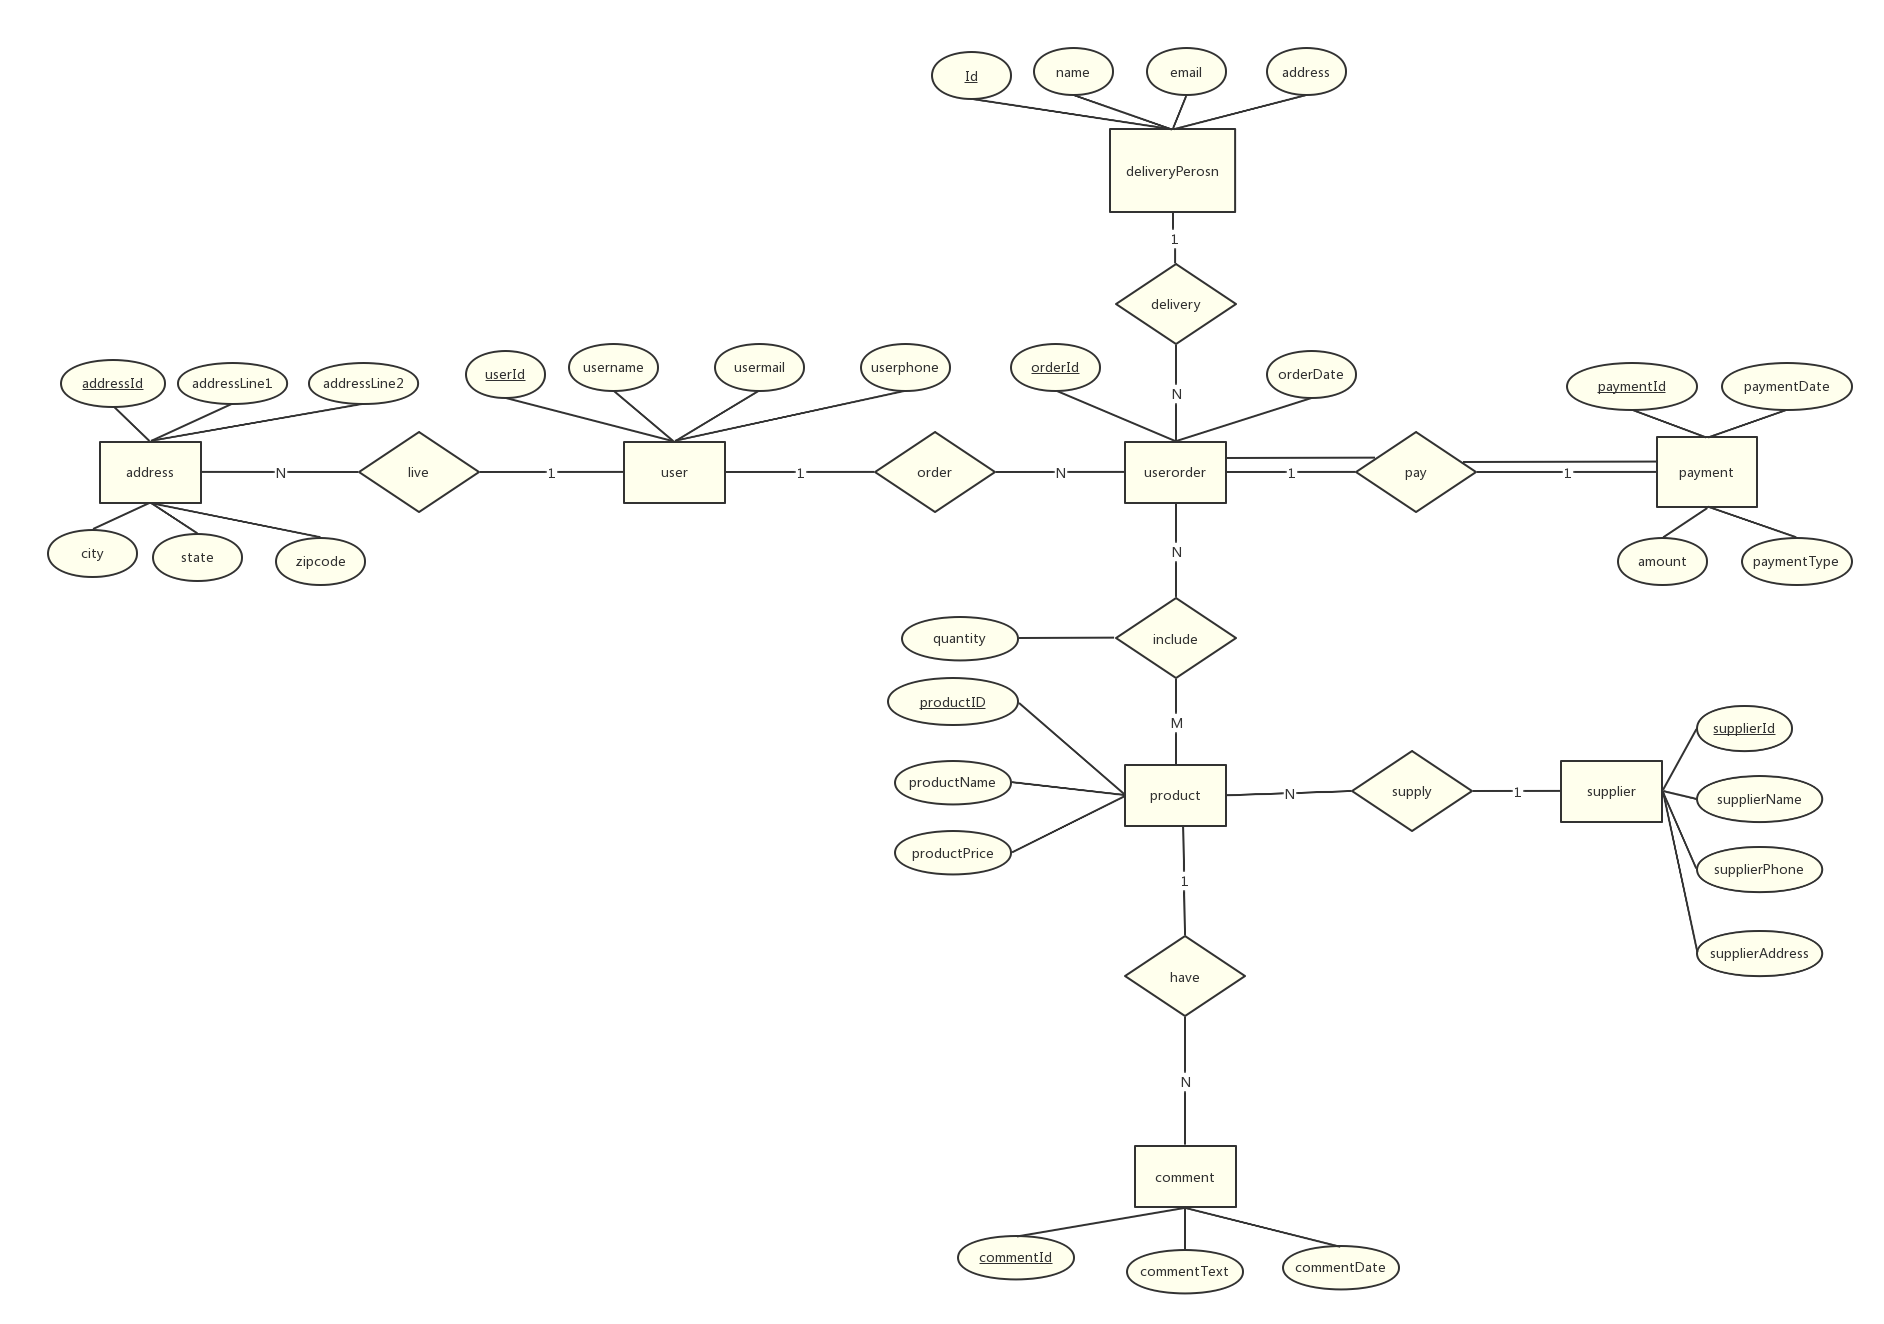 Id
name
email
address
deliveryPerosn
1
delivery
N
addressId
addressLine1
addressLine2
userId
username
usermail
userphone
orderId
orderDate
paymentId
paymentDate
address
N
live
1
user
1
order
N
userorder
1
pay
1
payment
city
state
zipcode
amount
paymentType
N
quantity
include
productID
M
supplierId
productName
product
N
supply
1
supplier
supplierName
productPrice
supplierPhone
1
supplierAddress
have
N
comment
commentId
commentText
commentDate